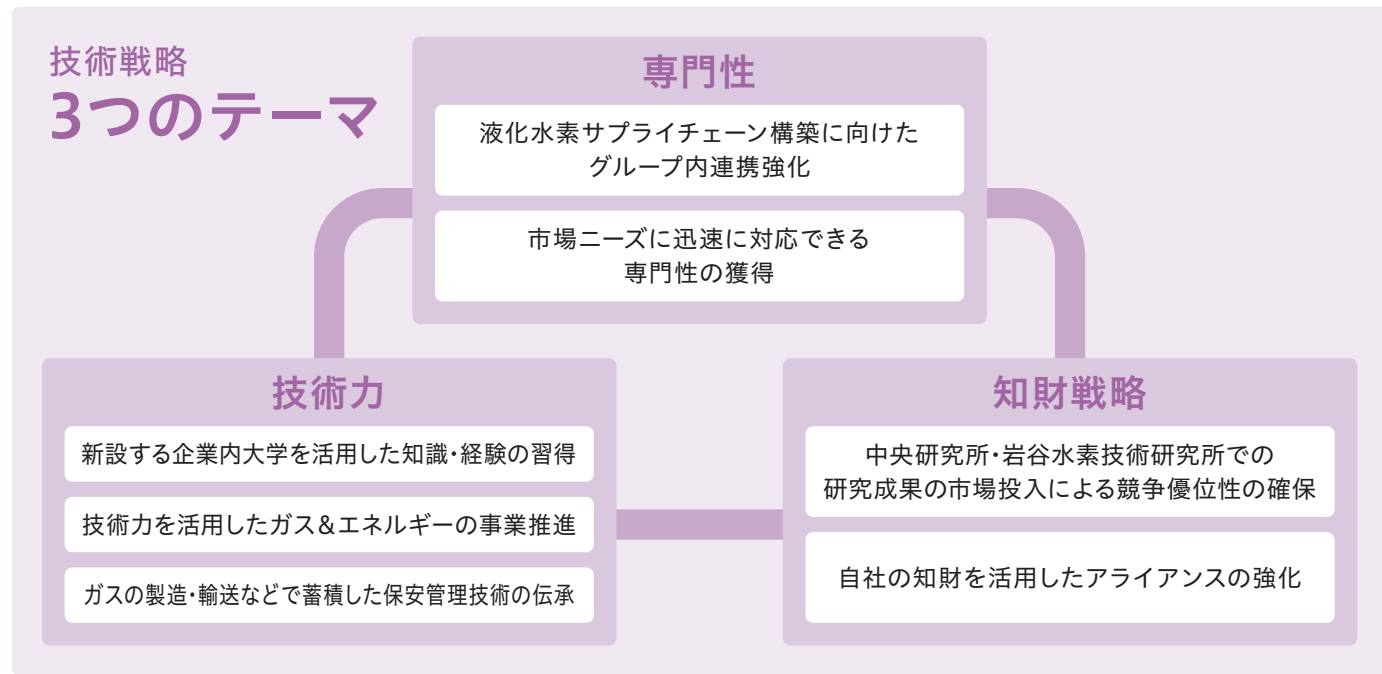 技術戦略
3つのテーマ
専門性
液化水素サプライチェーン構築に向けた
グループ内連携強化
市場ニーズに迅速に対応できる
専門性の獲得
技術力
新設する企業内大学を活用した知識・経験の習得
技術力を活用したガス&エネルギーの事業推進
ガスの製造・輸送などで蓄積した保安管理技術の伝承
知財戦略
中央研究所・岩谷水素技術研究所での
研究成果の市場投入による競争優位性の確保
自社の知財を活用したアライアンスの強化